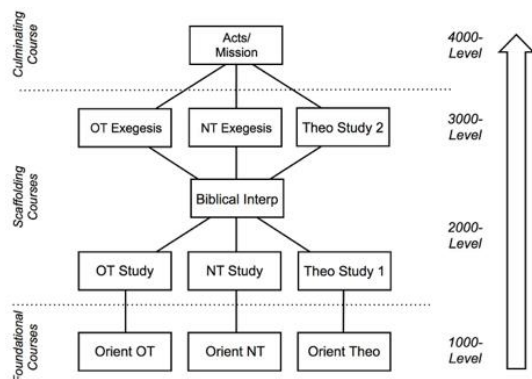 Culminating
Course
Acts/
Mission
4000-
Level
OT Exegesis
NT Exegesis
Theo Study 2
3000-
Level
Scaffolding
Courses
Biblical Interp
2000-
Level
OT Study
NT Study
Theo Study 1
Foundational
Courses
Orient OT
Orient NT
Orient Theo
1000-
Level